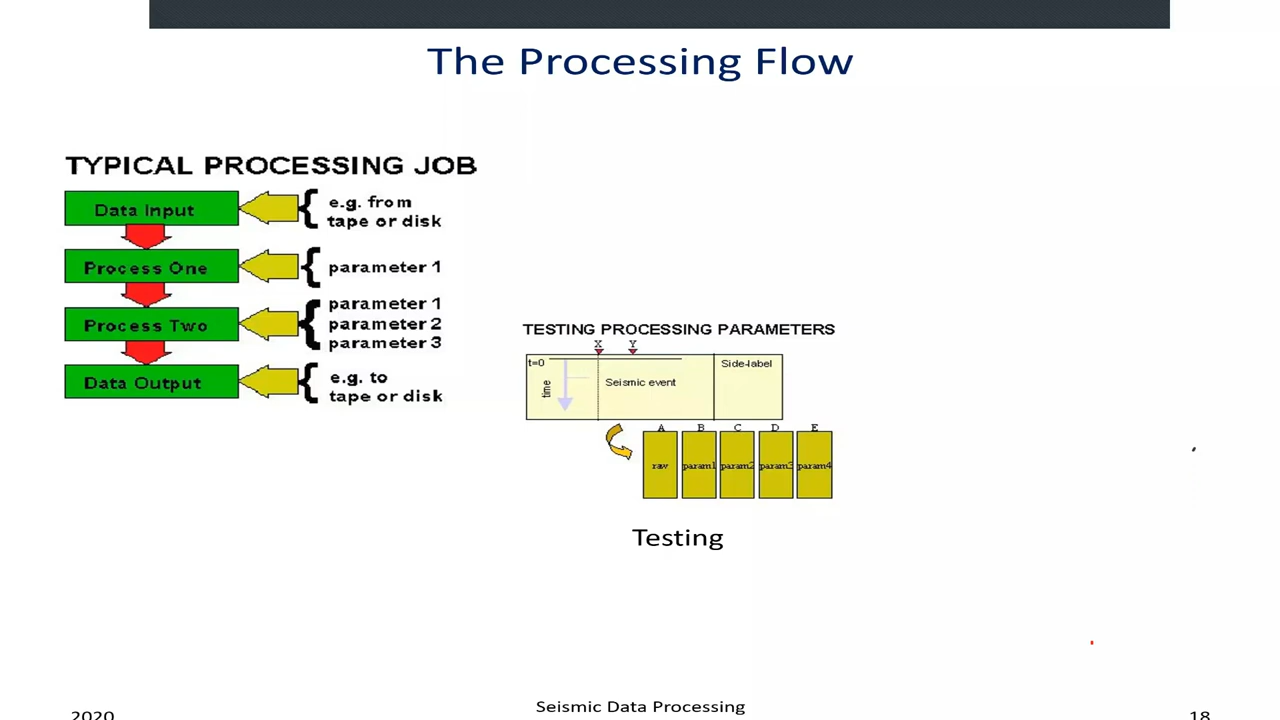 The Processing Flow
TYPICAL PROCESSING JOB
Data Input
e.g. from
tape or disk
Process One
parameter 1
Process Two
parameter 1
parameter 2
parameter 3
Data Output
e.g. to
tape or disk
TESTING PROCESSING PARAMETERS
X Y
t=0
time
Seismic event
Side-label
A B C D E
raw param1 param2 param3 param4
Testing
2020
Seismic Data Processing
18